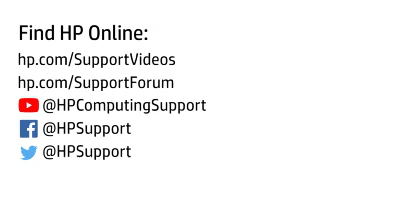 Find HP Online:
hp.com/SupportVideos
hp.com/SupportForum
@HPComputingSupport
@HPSupport
@HPSupport